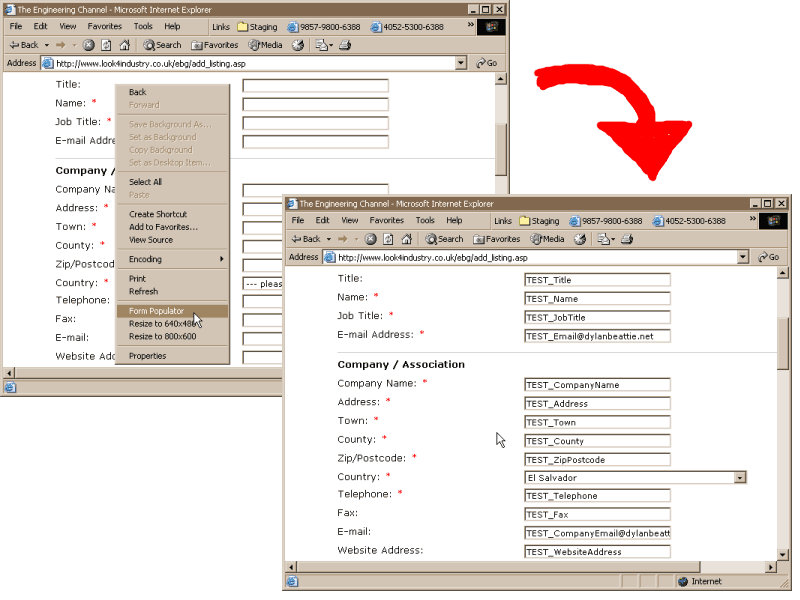 The Engineering Channel - Microsoft Internet Explorer
File Edit View Favorites Tools Help Links Staging 9857-9800-6388 4052-5300-6388 »
Back Search Favorites Media
Address http://www.look4industry.co.uk/ebg/add_listing.asp Go
Title:
Name: *
Job Title: *
E-mail Addre
Company /
Company Na
Address: *
Town: *
County: *
Zip/Postcod
Country: * --- pleas
Telephone:
Fax:
E-mail:
Website Add
Back
Forward
Save Background As...
Set as Background
Copy Background
Set as Desktop Item...
Select All
Paste
Create Shortcut
Add to Favorites...
View Source
Encoding
Print
Refresh
Form Populator
Resize to 640x480
Resize to 800x600
Properties
The Engineering Channel - Microsoft Internet Explorer
File Edit View Favorites Tools Help Links Staging 9857-9800-6388 4052-5300-6388 »
Back Search Favorites Media
Address http://www.look4industry.co.uk/ebg/add_listing.asp Go
Title: TEST_Title
Name: * TEST_Name
Job Title: * TEST_JobTitle
E-mail Address: * TEST_Email@dylanbeattie.net
Company / Association
Company Name: * TEST_CompanyName
Address: * TEST_Address
Town: * TEST_Town
County: * TEST_County
Zip/Postcode: * TEST_ZipPostcode
Country: * El Salvador
Telephone: * TEST_Telephone
Fax: TEST_Fax
E-mail: TEST_CompanyEmail@dylanbeatt
Website Address: TEST_WebsiteAddress
Internet